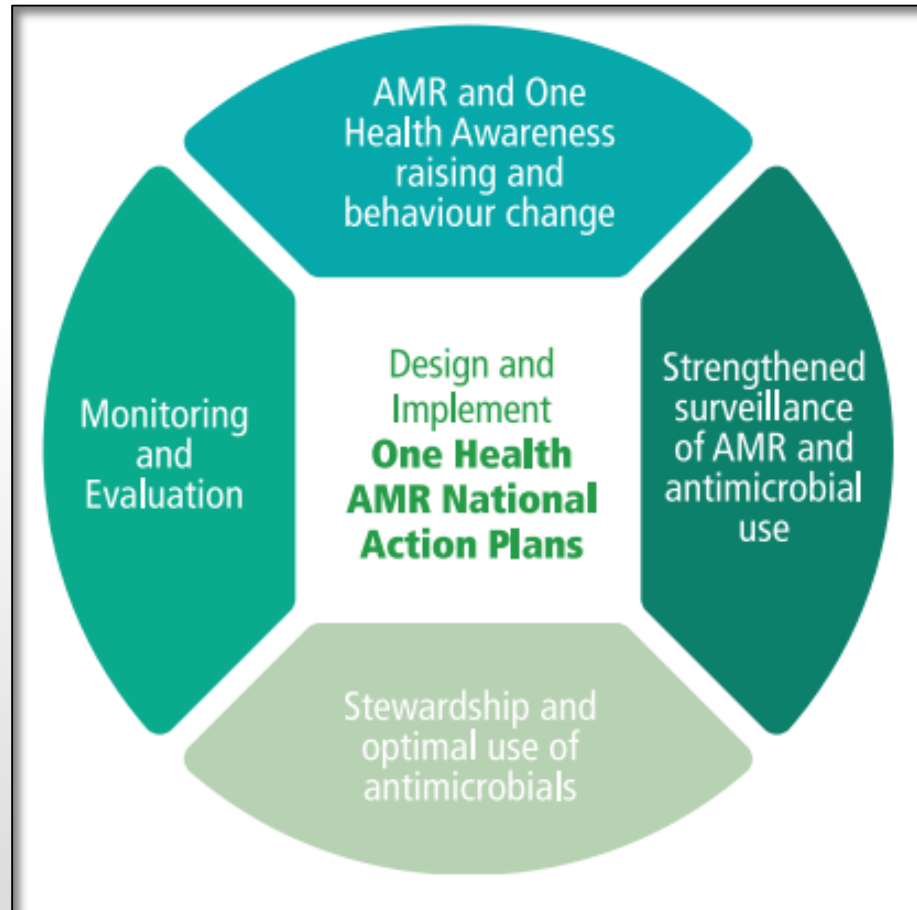 AMR and One
Health Awareness
raising and
behaviour change
Monitoring
and
Evaluation
Design and
Implement
One Health
AMR National
Action Plans
Strengthened
surveillance
of AMR and
antimicrobial
use
Stewardship and
optimal use of
antimicrobials